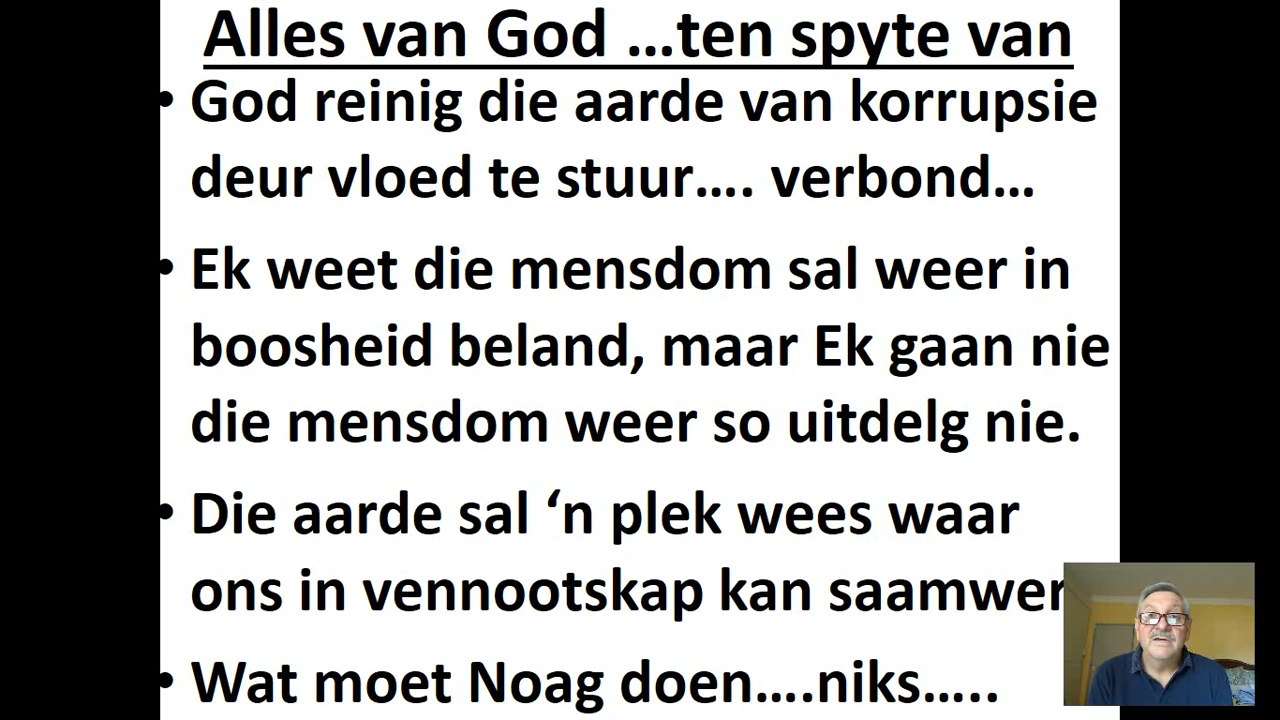 Alles van God …ten spyte van
• God reinig die aarde van korrupsie
deur vloed te stuur…. verbond…
• Ek weet die mensdom sal weer in
boosheid beland, maar Ek gaan nie
die mensdom weer so uitdelg nie.
• Die aarde sal ‘n plek wees waar
ons in vennootskap kan
• Wat moet Noag doen….niks…..